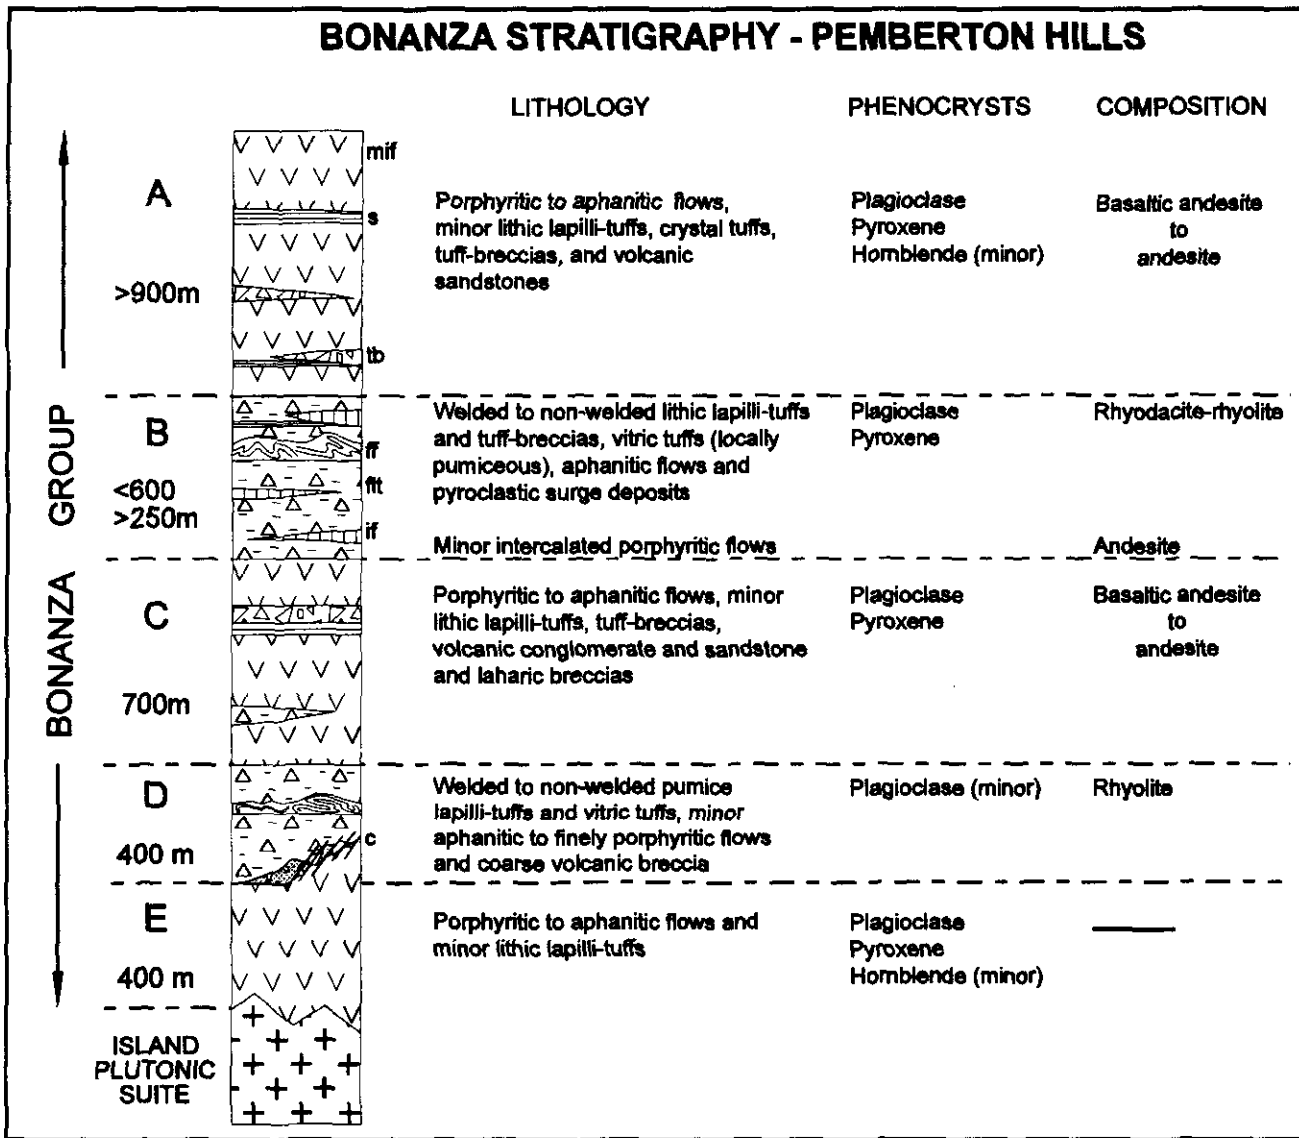 BONANZA STRATIGRAPHY - PEMBERTON HILLS
LITHOLOGY
PHENOCRYSTS
COMPOSITION
BONANZA GROUP
A
>900m
mif
s
tb
Porphyritic to aphanitic flows,
minor lithic lapilli-tuffs, crystal tuffs,
tuff-breccias, and volcanic
sandstones
Plagioclase
Pyroxene
Hornblende (minor)
Basaltic andesite
to
andesite
B
<600
>250m
ff
flt
if
Welded to non-welded lithic lapilli-tuffs
and tuff-breccias, vitric tuffs (locally
pumiceous), aphanitic flows and
pyroclastic surge deposits
Minor intercalated porphyritic flows
Plagioclase
Pyroxene
Rhyodacite-rhyolite
Andesite
C
700m
Porphyritic to aphanitic flows, minor
lithic lapilli-tuffs, tuff-breccias,
volcanic conglomerate and sandstone
and laharic breccias
Plagioclase
Pyroxene
Basaltic andesite
to
andesite
D
400 m
c
Welded to non-welded pumice
lapilli-tuffs and vitric tuffs, minor
aphanitic to finely porphyritic flows
and coarse volcanic breccia
Plagioclase (minor)
Rhyolite
E
400 m
Porphyritic to aphanitic flows and
minor lithic lapilli-tuffs
Plagioclase
Pyroxene
Hornblende (minor)
ISLAND
PLUTONIC
SUITE